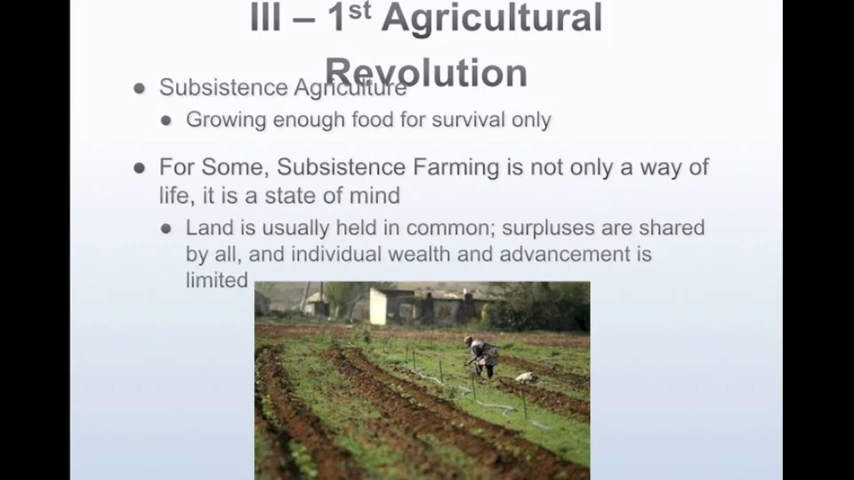 III – 1st Agricultural
Revolution
Subsistence Agriculture
Growing enough food for survival only
For Some, Subsistence Farming is not only a way of
life, it is a state of mind
Land is usually held in common; surpluses are shared
by all, and individual wealth and advancement is
limited